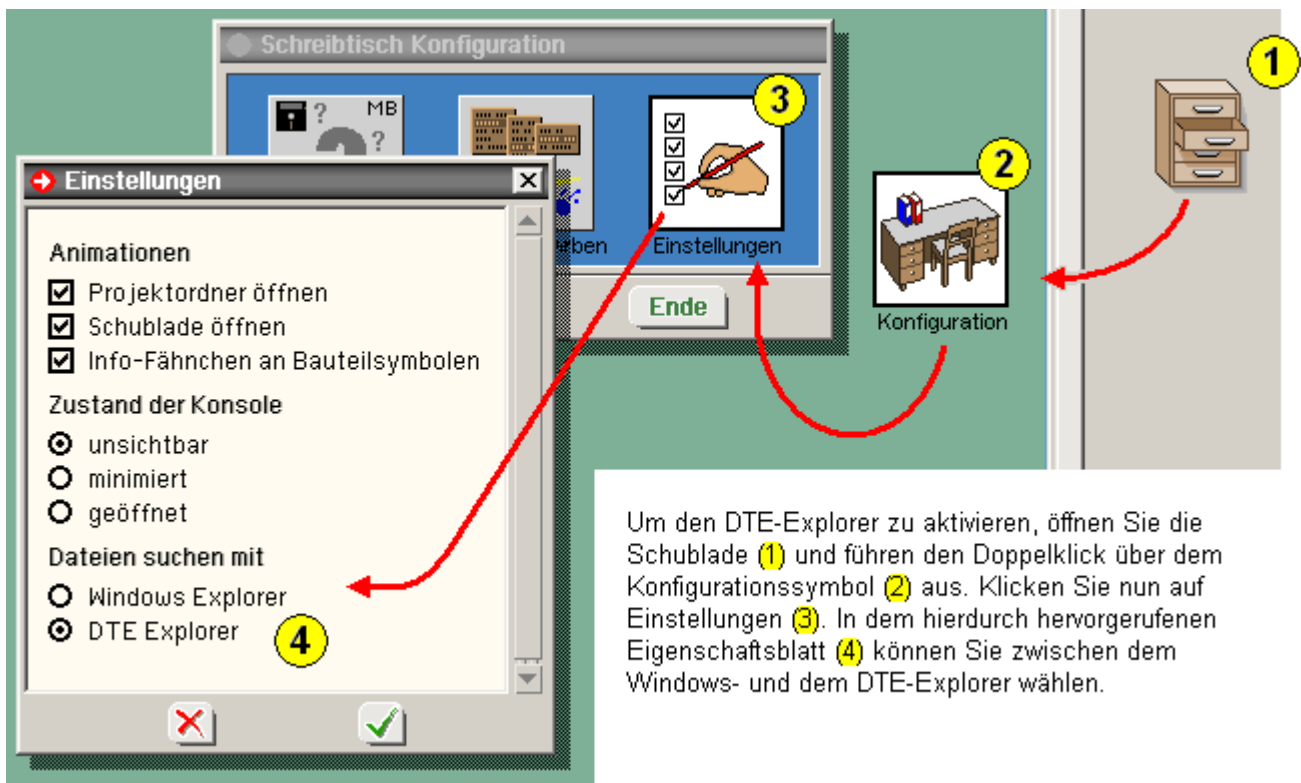 Schreibtisch Konfiguration
1
3
? MB
?
?
2
Einstellungen
Einstellungen
Animationen
Projektordner öffnen
Schublade öffnen
Info-Fähnchen an Bauteilsymbolen
Konfiguration
Ende
Zustand der Konsole
unsichtbar
minimiert
geöffnet
Dateien suchen mit
Windows Explorer
DTE Explorer
4
Um den DTE-Explorer zu aktivieren, öffnen Sie die
Schublade (1) und führen den Doppelklick über dem
Konfigurationssymbol (2) aus. Klicken Sie nun auf
Einstellungen (3). In dem hierdurch hervorgerufenen
Eigenschaftsblatt (4) können Sie zwischen dem
Windows- und dem DTE-Explorer wählen.